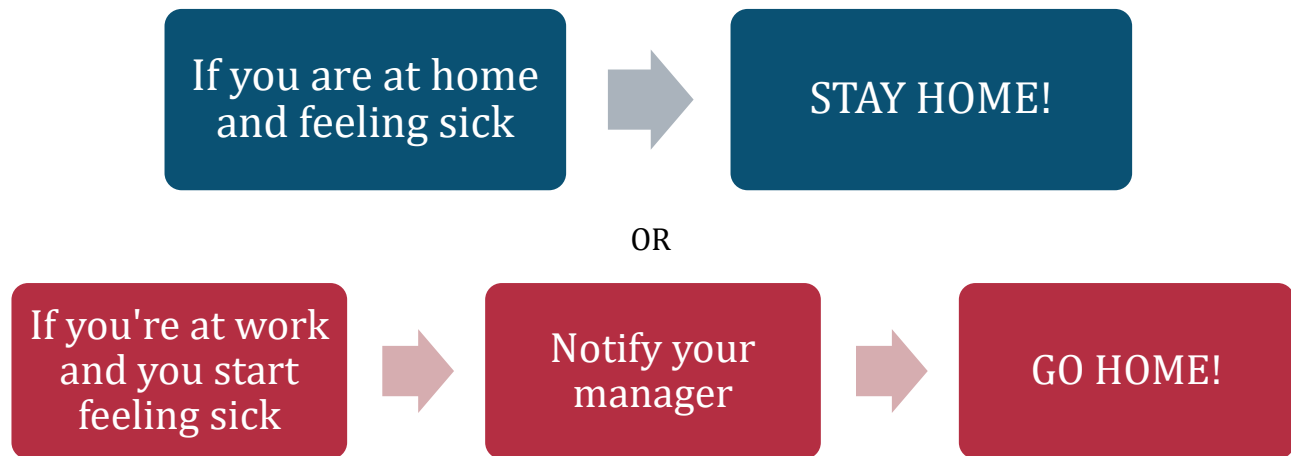 If you are at home
and feeling sick
STAY HOME!
OR
If you're at work
and you start
feeling sick
Notify your
manager
GO HOME!